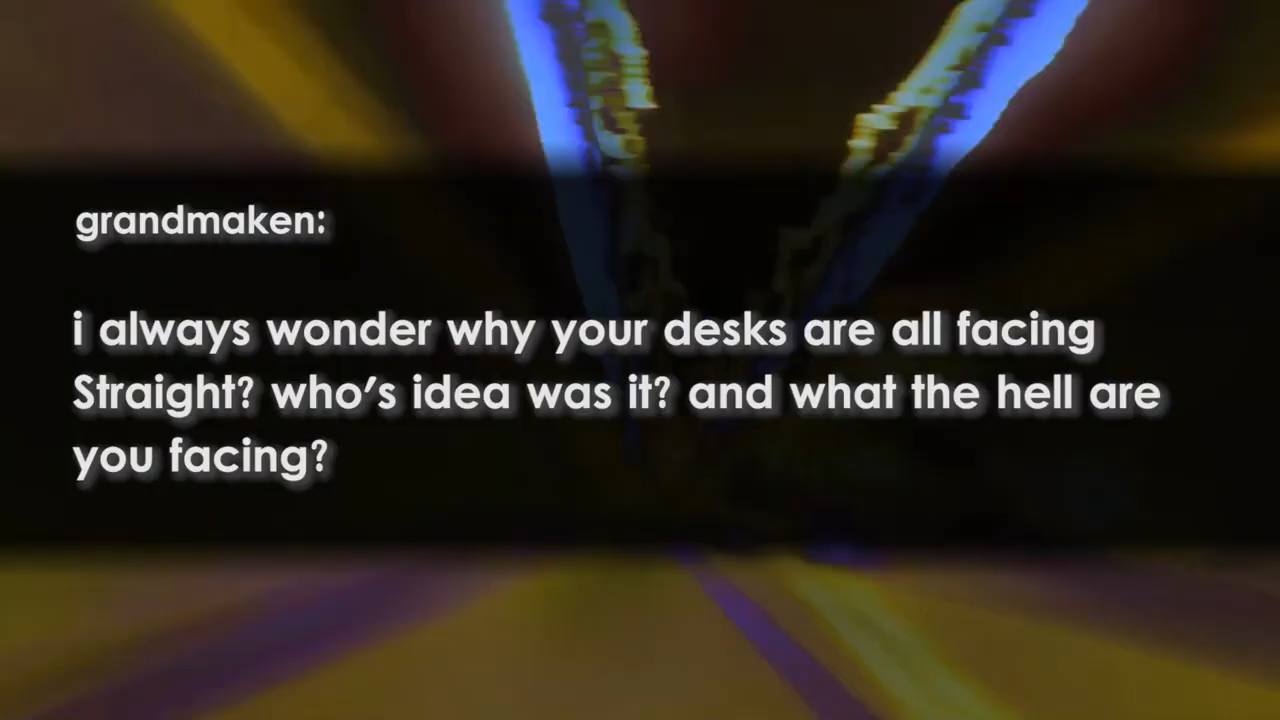 grandmaken:
i always wonder why your desks are all facing
Straight? who's idea was it? and what the hell are
you facing?